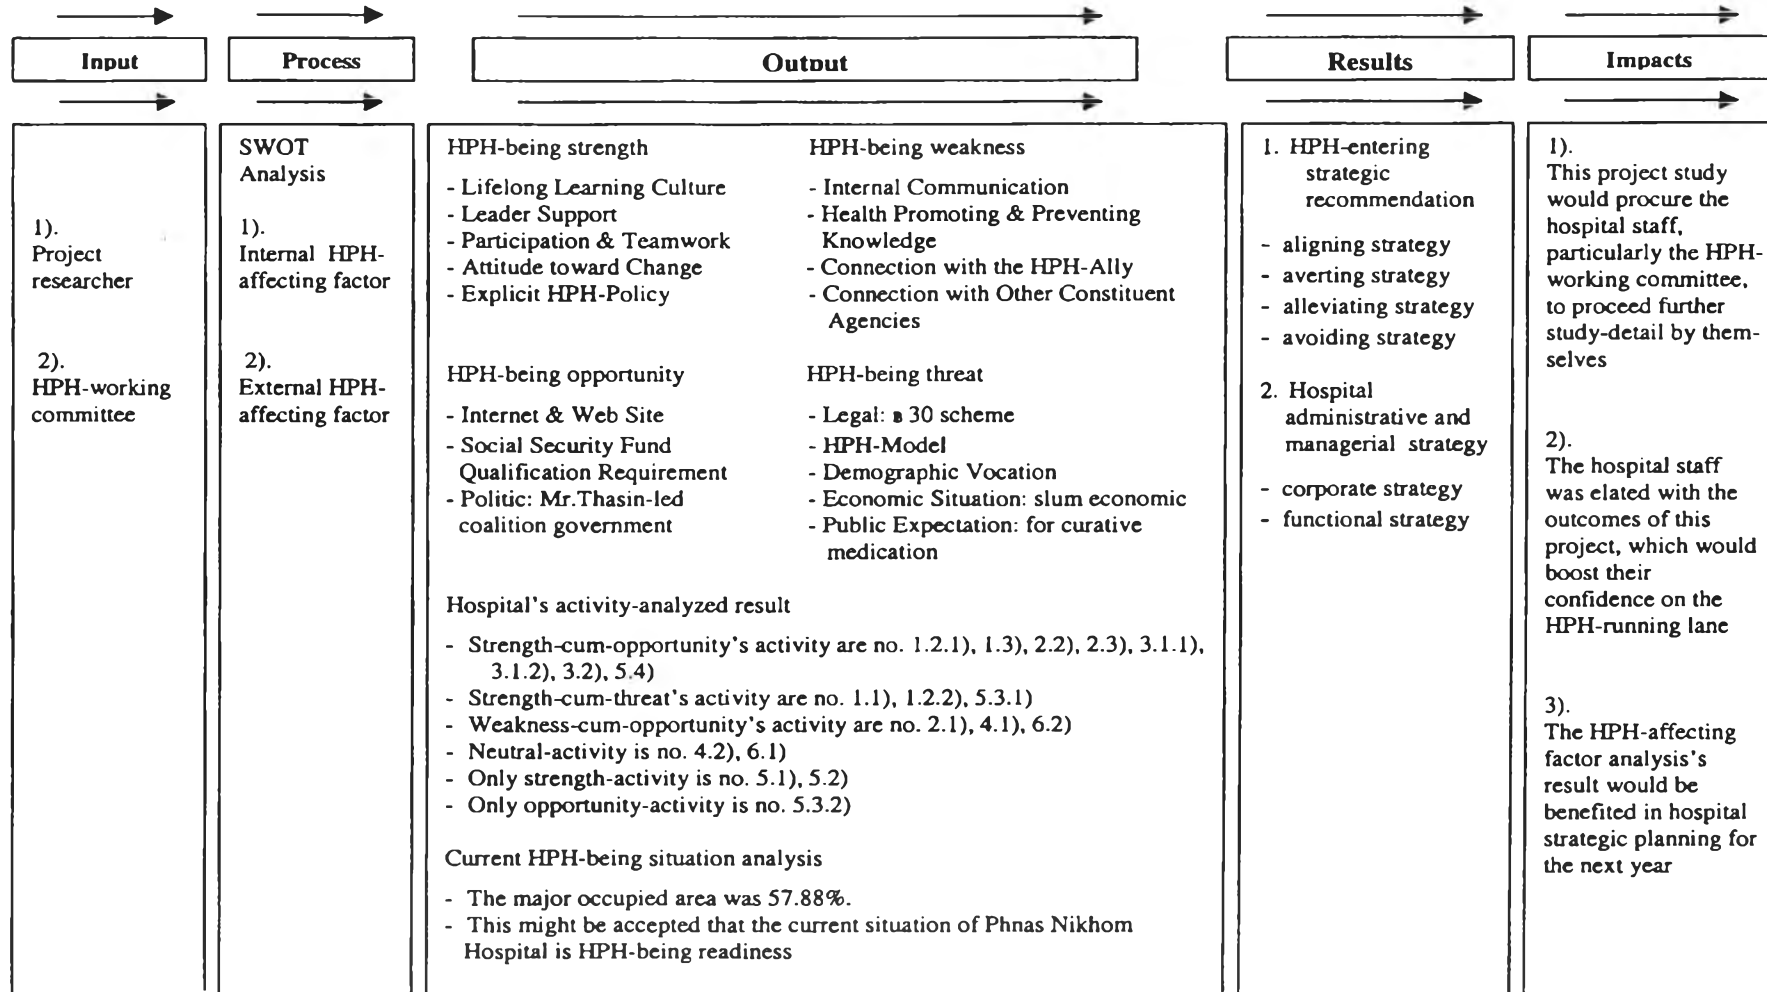 Input
Process
Output
Results
Impacts
1).
Project
researcher
2).
HPH-working
committee
SWOT
Analysis
1).
Internal HPH-
affecting factor
2).
External HPH-
affecting factor
HPH-being strength
- Lifelong Learning Culture
- Leader Support
- Participation & Teamwork
- Attitude toward Change
- Explicit HPH-Policy
HPH-being weakness
- Internal Communication
- Health Promoting & Preventing
Knowledge
- Connection with the HPH-Ally
- Connection with Other Constituent
Agencies
HPH-being opportunity
- Internet & Web Site
- Social Security Fund
Qualification Requirement
- Politic: Mr.Thasin-led
coalition government
HPH-being threat
- Legal: ฿ 30 scheme
- HPH-Model
- Demographic Vocation
- Economic Situation: slum economic
- Public Expectation: for curative
medication
Hospital's activity-analyzed result
- Strength-cum-opportunity's activity are no. 1.2.1), 1.3), 2.2), 2.3), 3.1.1),
3.1.2), 3.2), 5.4)
- Strength-cum-threat's activity are no. 1.1), 1.2.2), 5.3.1)
- Weakness-cum-opportunity's activity are no. 2.1), 4.1), 6.2)
- Neutral-activity is no. 4.2), 6.1)
- Only strength-activity is no. 5.1), 5.2)
- Only opportunity-activity is no. 5.3.2)
Current HPH-being situation analysis
- The major occupied area was 57.88%.
- This might be accepted that the current situation of Phnas Nikhom
Hospital is HPH-being readiness
1. HPH-entering
strategic
recommendation
- aligning strategy
- averting strategy
- alleviating strategy
- avoiding strategy
2. Hospital
administrative and
managerial strategy
- corporate strategy
- functional strategy
1).
This project study
would procure the
hospital staff,
particularly the HPH-
working committee,
to proceed further
study-detail by them-
selves
2).
The hospital staff
was elated with the
outcomes of this
project, which would
boost their
confidence on the
HPH-running lane
3).
The HPH-affecting
factor analysis's
result would be
benefited in hospital
strategic planning for
the next year